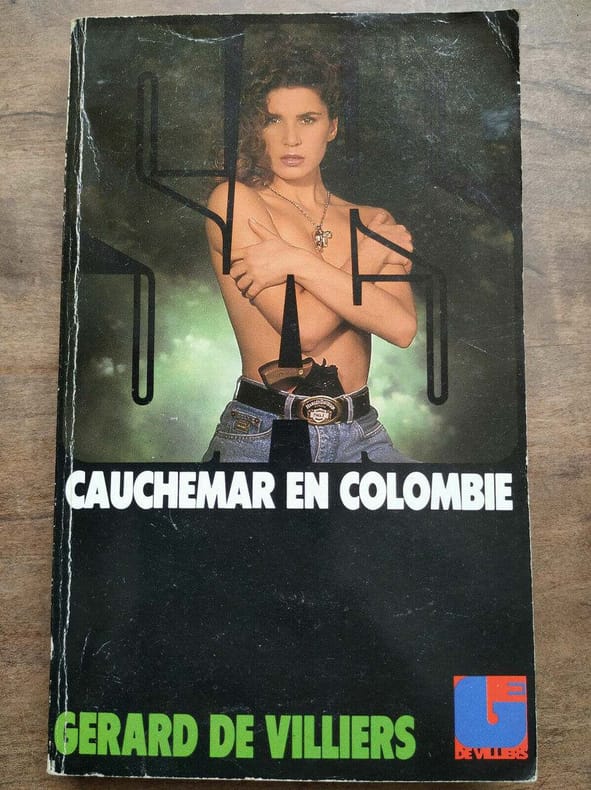 CAUCHEMAR EN COLOMBIE
GERARD DE VILLIERS
DE VILLIERS